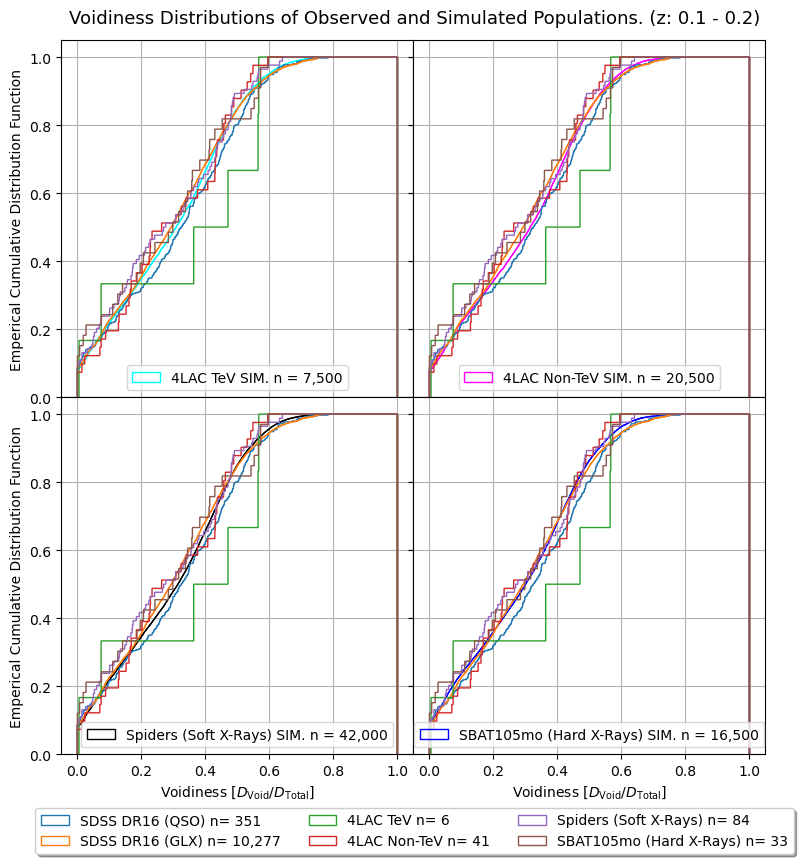 Voidiness Distributions of Observed and Simulated Populations. (z: 0.1 - 0.2)
Emperical Cumulative Distribution Function
1.0
0.8
0.6
0.4
0.2
0.0
4LAC TeV SIM. n = 7,500
4LAC Non-TeV SIM. n = 20,500
Emperical Cumulative Distribution Function
1.0
0.8
0.6
0.4
0.2
0.0
Spiders (Soft X-Rays) SIM. n = 42,000
SBAT105mo (Hard X-Rays) SIM. n = 16,500
0.0 0.2 0.4 0.6 0.8 1.0
0.0 0.2 0.4 0.6 0.8 1.0
Voidiness [D_Void/D_Total]
Voidiness [D_Void/D_Total]
SDSS DR16 (QSO) n= 351
SDSS DR16 (GLX) n= 10,277
4LAC TeV n= 6
4LAC Non-TeV n= 41
Spiders (Soft X-Rays) n= 84
SBAT105mo (Hard X-Rays) n= 33